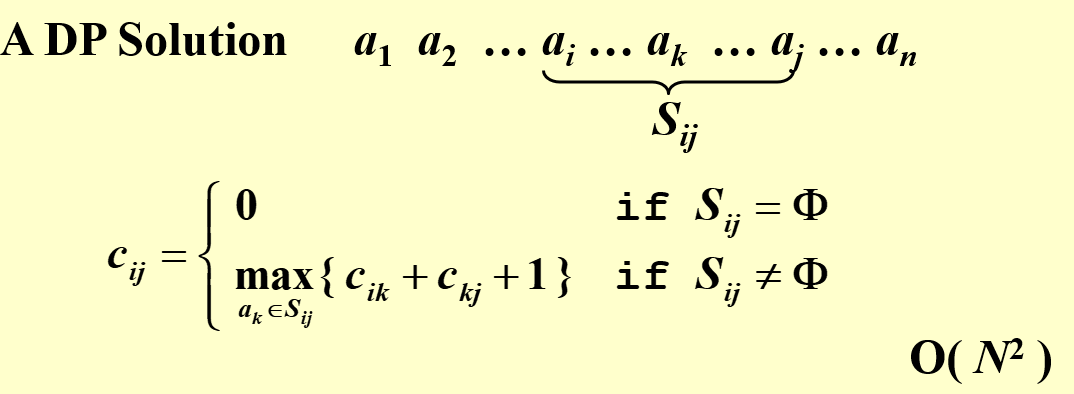 A DP Solution a₁ a₂ … aᵢ … aₖ … aⱼ … aₙ
Sᵢⱼ
0 if Sᵢⱼ = Φ
cᵢⱼ = {
max{ cᵢₖ + cₖⱼ + 1 } if Sᵢⱼ ≠ Φ
aₖ∈Sᵢⱼ
O( N² )